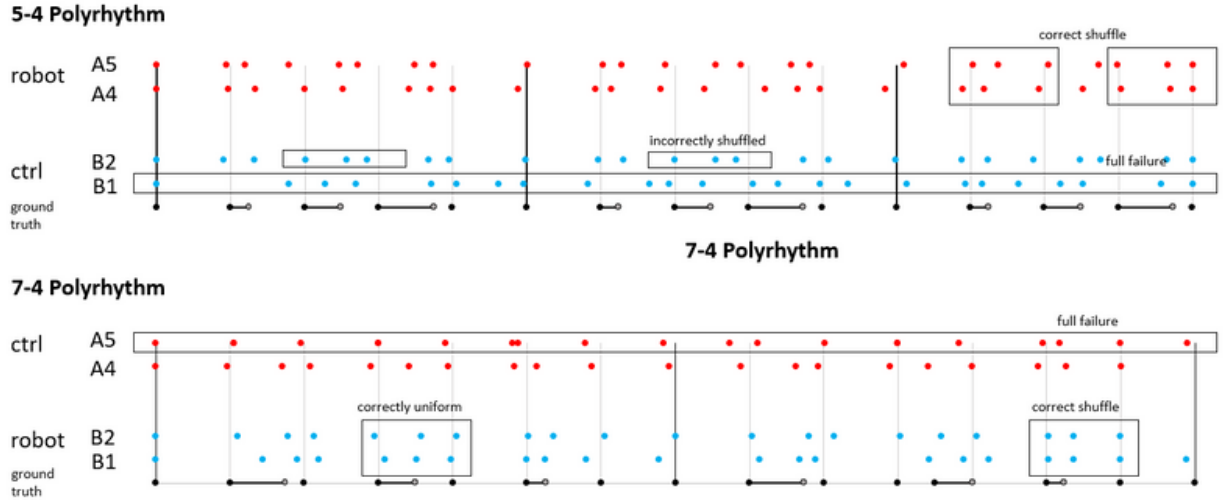 5-4 Polyrhythm
correct shuffle
robot
A5
A4
incorrectly shuffled
ctrl
B2
full failure
B1
ground
truth
7-4 Polyrhythm
7-4 Polyrhythm
full failure
ctrl
A5
A4
correctly uniform
correct shuffle
robot
B2
B1
ground
truth